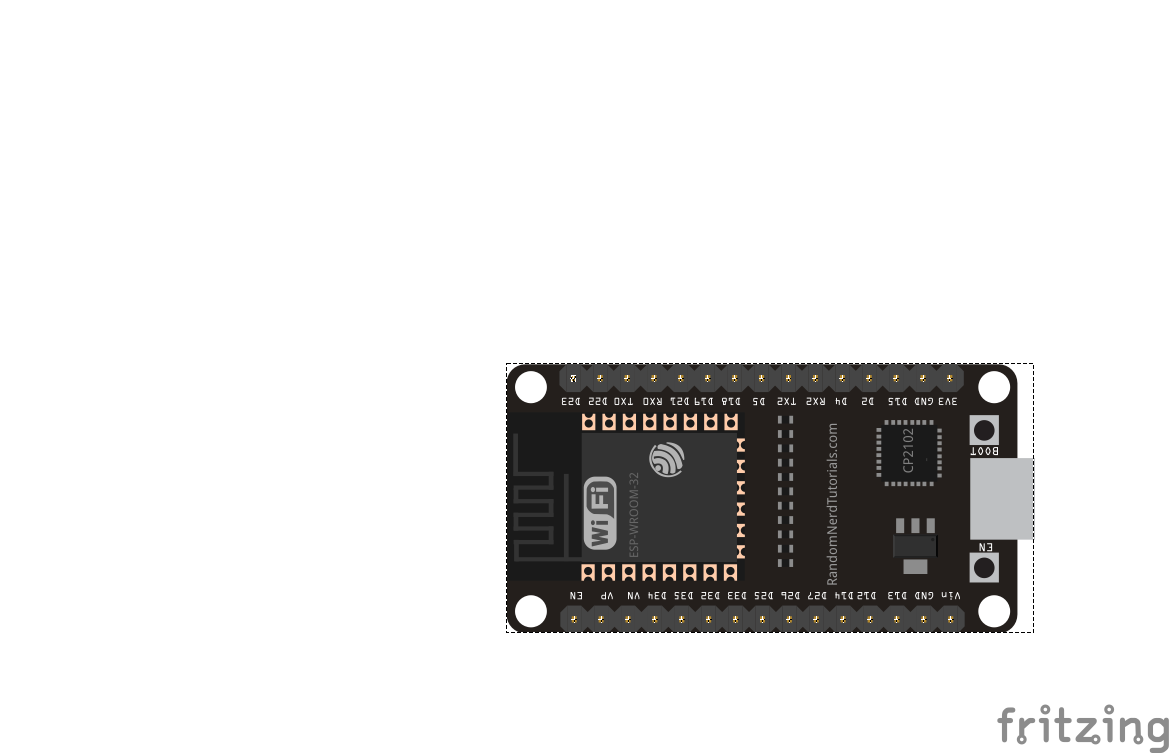 D23 D22 TX0 RX0 D21 D19 D18 D5 TX2 RX2 D4 D2 D15 GND 3V3
BOOT
CP2102
WiFi
ESP-WROOM-32
RandomNerdTutorials.com
EN
EN VP VN D34 D35 D32 D33 D25 D26 D27 D14 D12 D13 GND Vin
fritzing